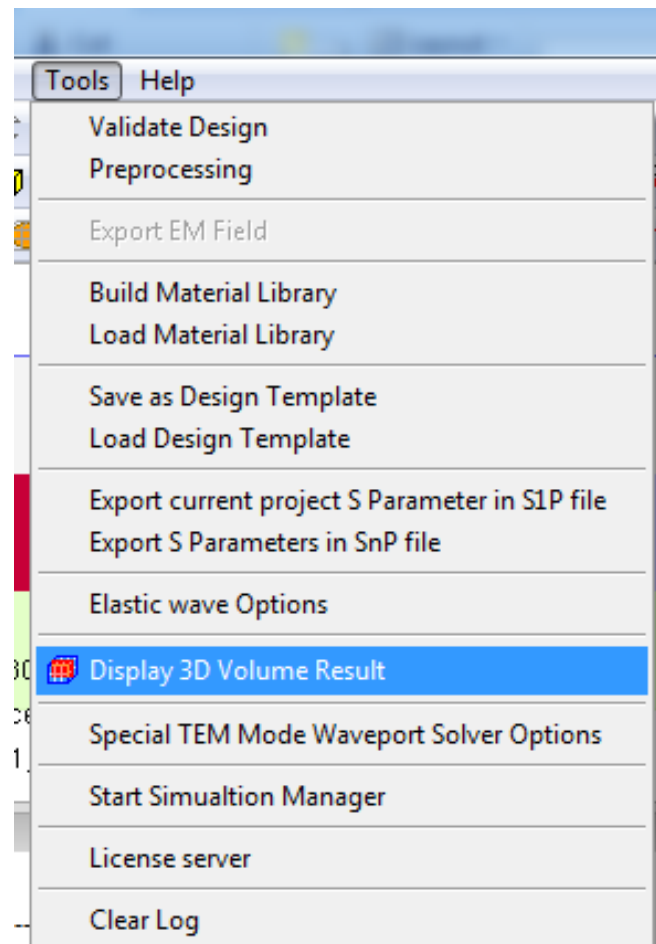 Tools Help
Validate Design
Preprocessing
Export EM Field
Build Material Library
Load Material Library
Save as Design Template
Load Design Template
Export current project S Parameter in S1P file
Export S Parameters in SnP file
Elastic wave Options
Display 3D Volume Result
Special TEM Mode Waveport Solver Options
Start Simualtion Manager
License server
Clear Log